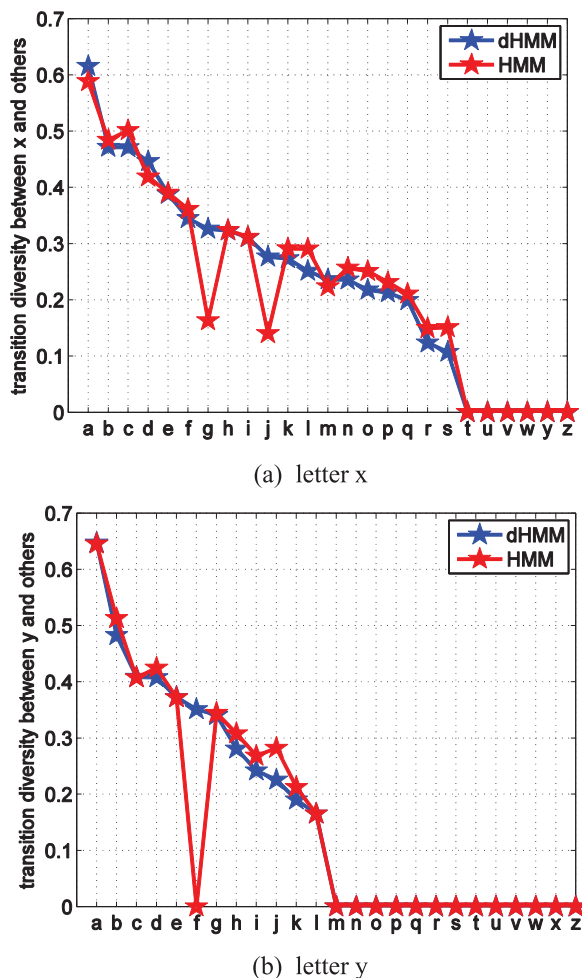 transition diversity between x and others
0.7
0.6
0.5
0.4
0.3
0.2
0.1
0
dHMM
HMM
a b c d e f g h i j k l m n o p q r s t u v w y z
(a) letter x
transition diversity between y and others
0.7
0.6
0.5
0.4
0.3
0.2
0.1
0
dHMM
HMM
a b c d e f g h i j k l m n o p q r s t u v w x z
(b) letter y